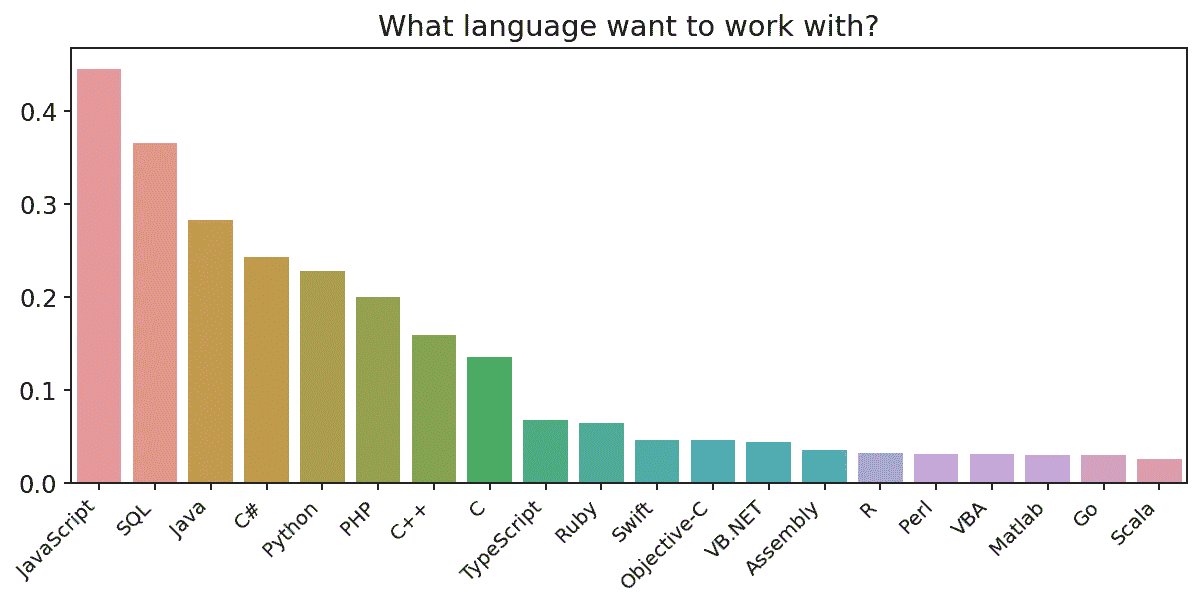 What language want to work with?
0.4
0.3
0.2
0.1
0.0
JavaScript
SQL
Java
C#
Python
PHP
C++
C
TypeScript
Ruby
Swift
Objective-C
VB.NET
Assembly
R
Perl
VBA
Matlab
Go
Scala